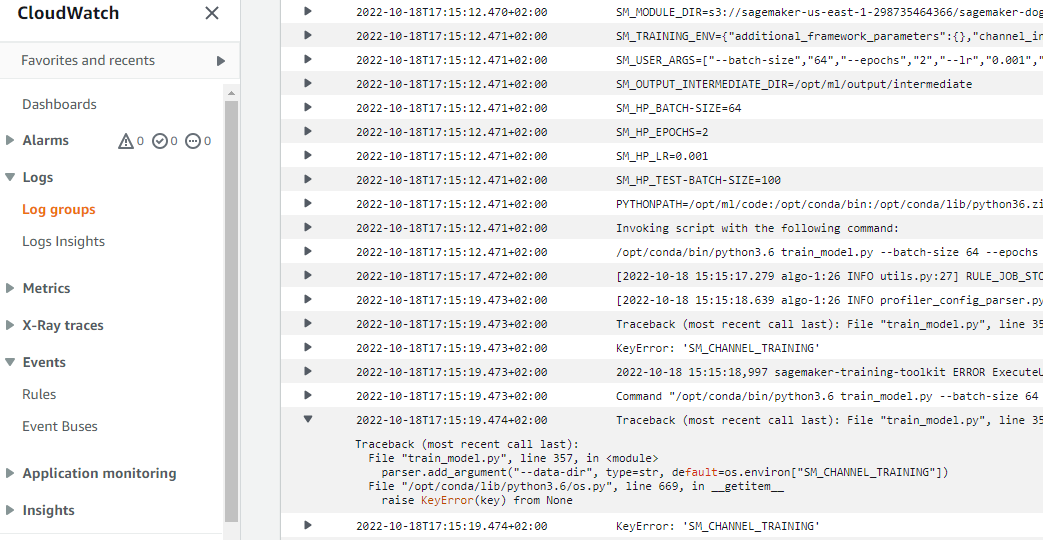 CloudWatch
Favorites and recents
Dashboards
Alarms 0 0 0
Logs
Log groups
Logs Insights
Metrics
X-Ray traces
Events
Rules
Event Buses
Application monitoring
Insights
2022-10-18T17:15:12.470+02:00 SM_MODULE_DIR=s3://sagemaker-us-east-1-298735464366/sagemaker-dog
2022-10-18T17:15:12.471+02:00 SM_TRAINING_ENV={"additional_framework_parameters":{},"channel_in
2022-10-18T17:15:12.471+02:00 SM_USER_ARGS=["--batch-size","64","--epochs","2","--lr","0.001","
2022-10-18T17:15:12.471+02:00 SM_OUTPUT_INTERMEDIATE_DIR=/opt/ml/output/intermediate
2022-10-18T17:15:12.471+02:00 SM_HP_BATCH-SIZE=64
2022-10-18T17:15:12.471+02:00 SM_HP_EPOCHS=2
2022-10-18T17:15:12.471+02:00 SM_HP_LR=0.001
2022-10-18T17:15:12.471+02:00 SM_HP_TEST-BATCH-SIZE=100
2022-10-18T17:15:12.471+02:00 PYTHONPATH=/opt/ml/code:/opt/conda/bin:/opt/conda/lib/python36.zi
2022-10-18T17:15:12.471+02:00 Invoking script with the following command:
2022-10-18T17:15:12.471+02:00 /opt/conda/bin/python3.6 train_model.py --batch-size 64 --epochs
2022-10-18T17:15:17.472+02:00 [2022-10-18 15:15:17.279 algo-1:26 INFO utils.py:27] RULE_JOB_STO
2022-10-18T17:15:19.473+02:00 [2022-10-18 15:15:18.639 algo-1:26 INFO profiler_config_parser.py
2022-10-18T17:15:19.473+02:00 Traceback (most recent call last): File "train_model.py", line 35
2022-10-18T17:15:19.473+02:00 KeyError: 'SM_CHANNEL_TRAINING'
2022-10-18T17:15:19.473+02:00 2022-10-18 15:15:18,997 sagemaker-training-toolkit ERROR ExecuteU
2022-10-18T17:15:19.473+02:00 Command "/opt/conda/bin/python3.6 train_model.py --batch-size 64
2022-10-18T17:15:19.474+02:00 Traceback (most recent call last): File "train_model.py", line 35
Traceback (most recent call last):
File "train_model.py", line 357, in <module>
parser.add_argument("--data-dir", type=str, default=os.environ["SM_CHANNEL_TRAINING"])
File "/opt/conda/lib/python3.6/os.py", line 669, in __getitem__
raise KeyError(key) from None
2022-10-18T17:15:19.474+02:00 KeyError: 'SM_CHANNEL_TRAINING'